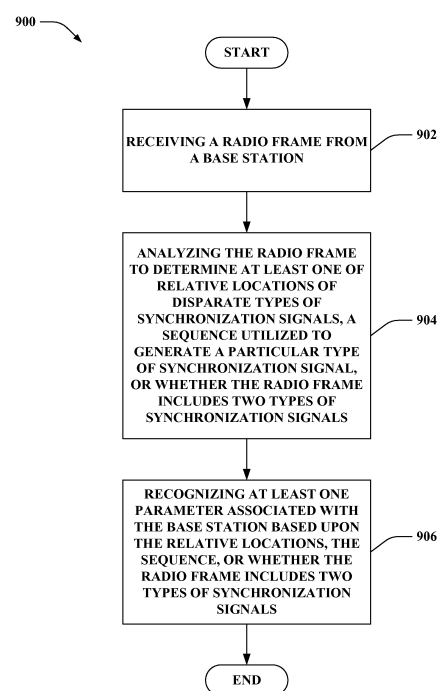 900
START
RECEIVING A RADIO FRAME FROM
A BASE STATION
902
ANALYZING THE RADIO FRAME
TO DETERMINE AT LEAST ONE OF
RELATIVE LOCATIONS OF
DISPARATE TYPES OF
SYNCHRONIZATION SIGNALS, A
SEQUENCE UTILIZED TO
GENERATE A PARTICULAR TYPE
OF SYNCHRONIZATION SIGNAL,
OR WHETHER THE RADIO FRAME
INCLUDES TWO TYPES OF
SYNCHRONIZATION SIGNALS
904
RECOGNIZING AT LEAST ONE
PARAMETER ASSOCIATED WITH
THE BASE STATION BASED UPON
THE RELATIVE LOCATIONS, THE
SEQUENCE, OR WHETHER THE
RADIO FRAME INCLUDES TWO
TYPES OF SYNCHRONIZATION
SIGNALS
906
END